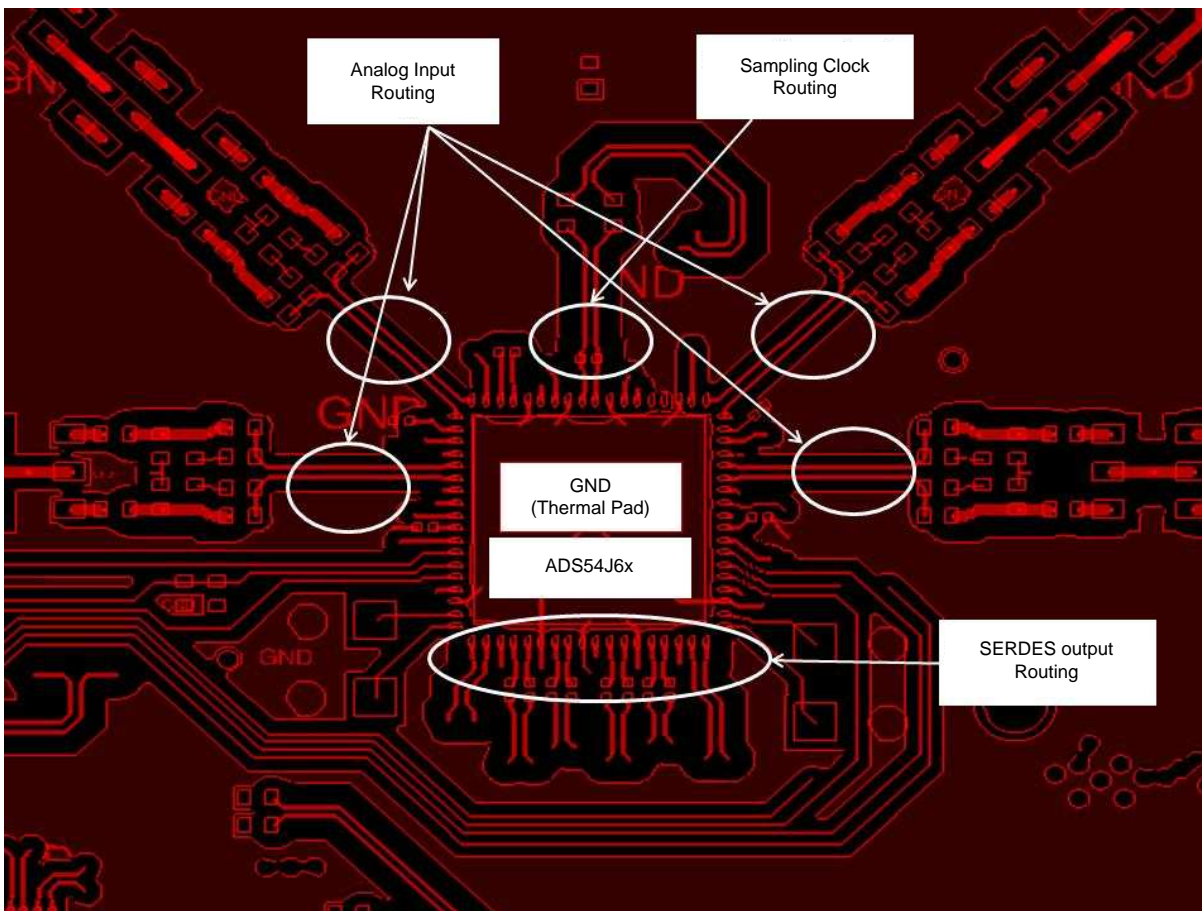 Analog Input
Routing
Sampling Clock
Routing
GND
GND
(Thermal Pad)
ADS54J6x
SERDES output
Routing
GND